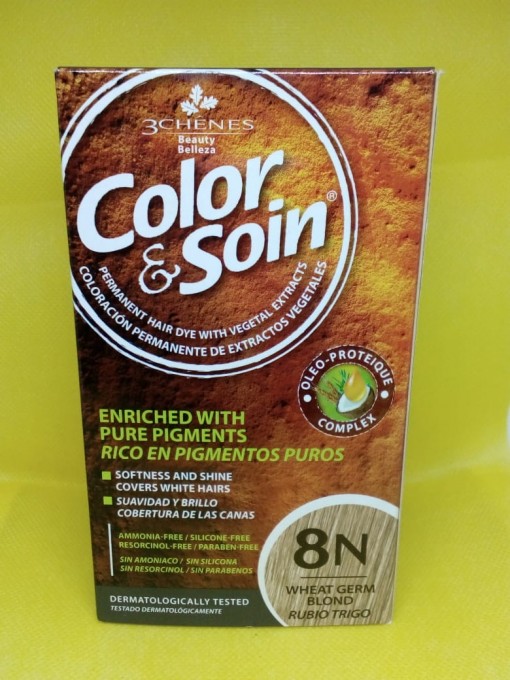 3CHÊNES
Beauty
Belleza
Color
& Soin®
PERMANENT HAIR DYE WITH VEGETAL EXTRACTS
COLORACIÓN PERMANENTE DE EXTRACTOS VEGETALES
OLEO-PROTEIQUE
COMPLEX
ENRICHED WITH
PURE PIGMENTS
RICO EN PIGMENTOS PUROS
SOFTNESS AND SHINE
COVERS WHITE HAIRS
SUAVIDAD Y BRILLO
COBERTURA DE LAS CANAS
AMMONIA-FREE / SILICONE-FREE
RESORCINOL-FREE / PARABEN-FREE
SIN AMONIACO / SIN SILICONA
SIN RESORCINOL / SIN PARABENOS
8N
WHEAT GERM
BLOND
RUBIO TRIGO
DERMATOLOGICALLY TESTED
TESTADO DERMATOLÓGICAMENTE